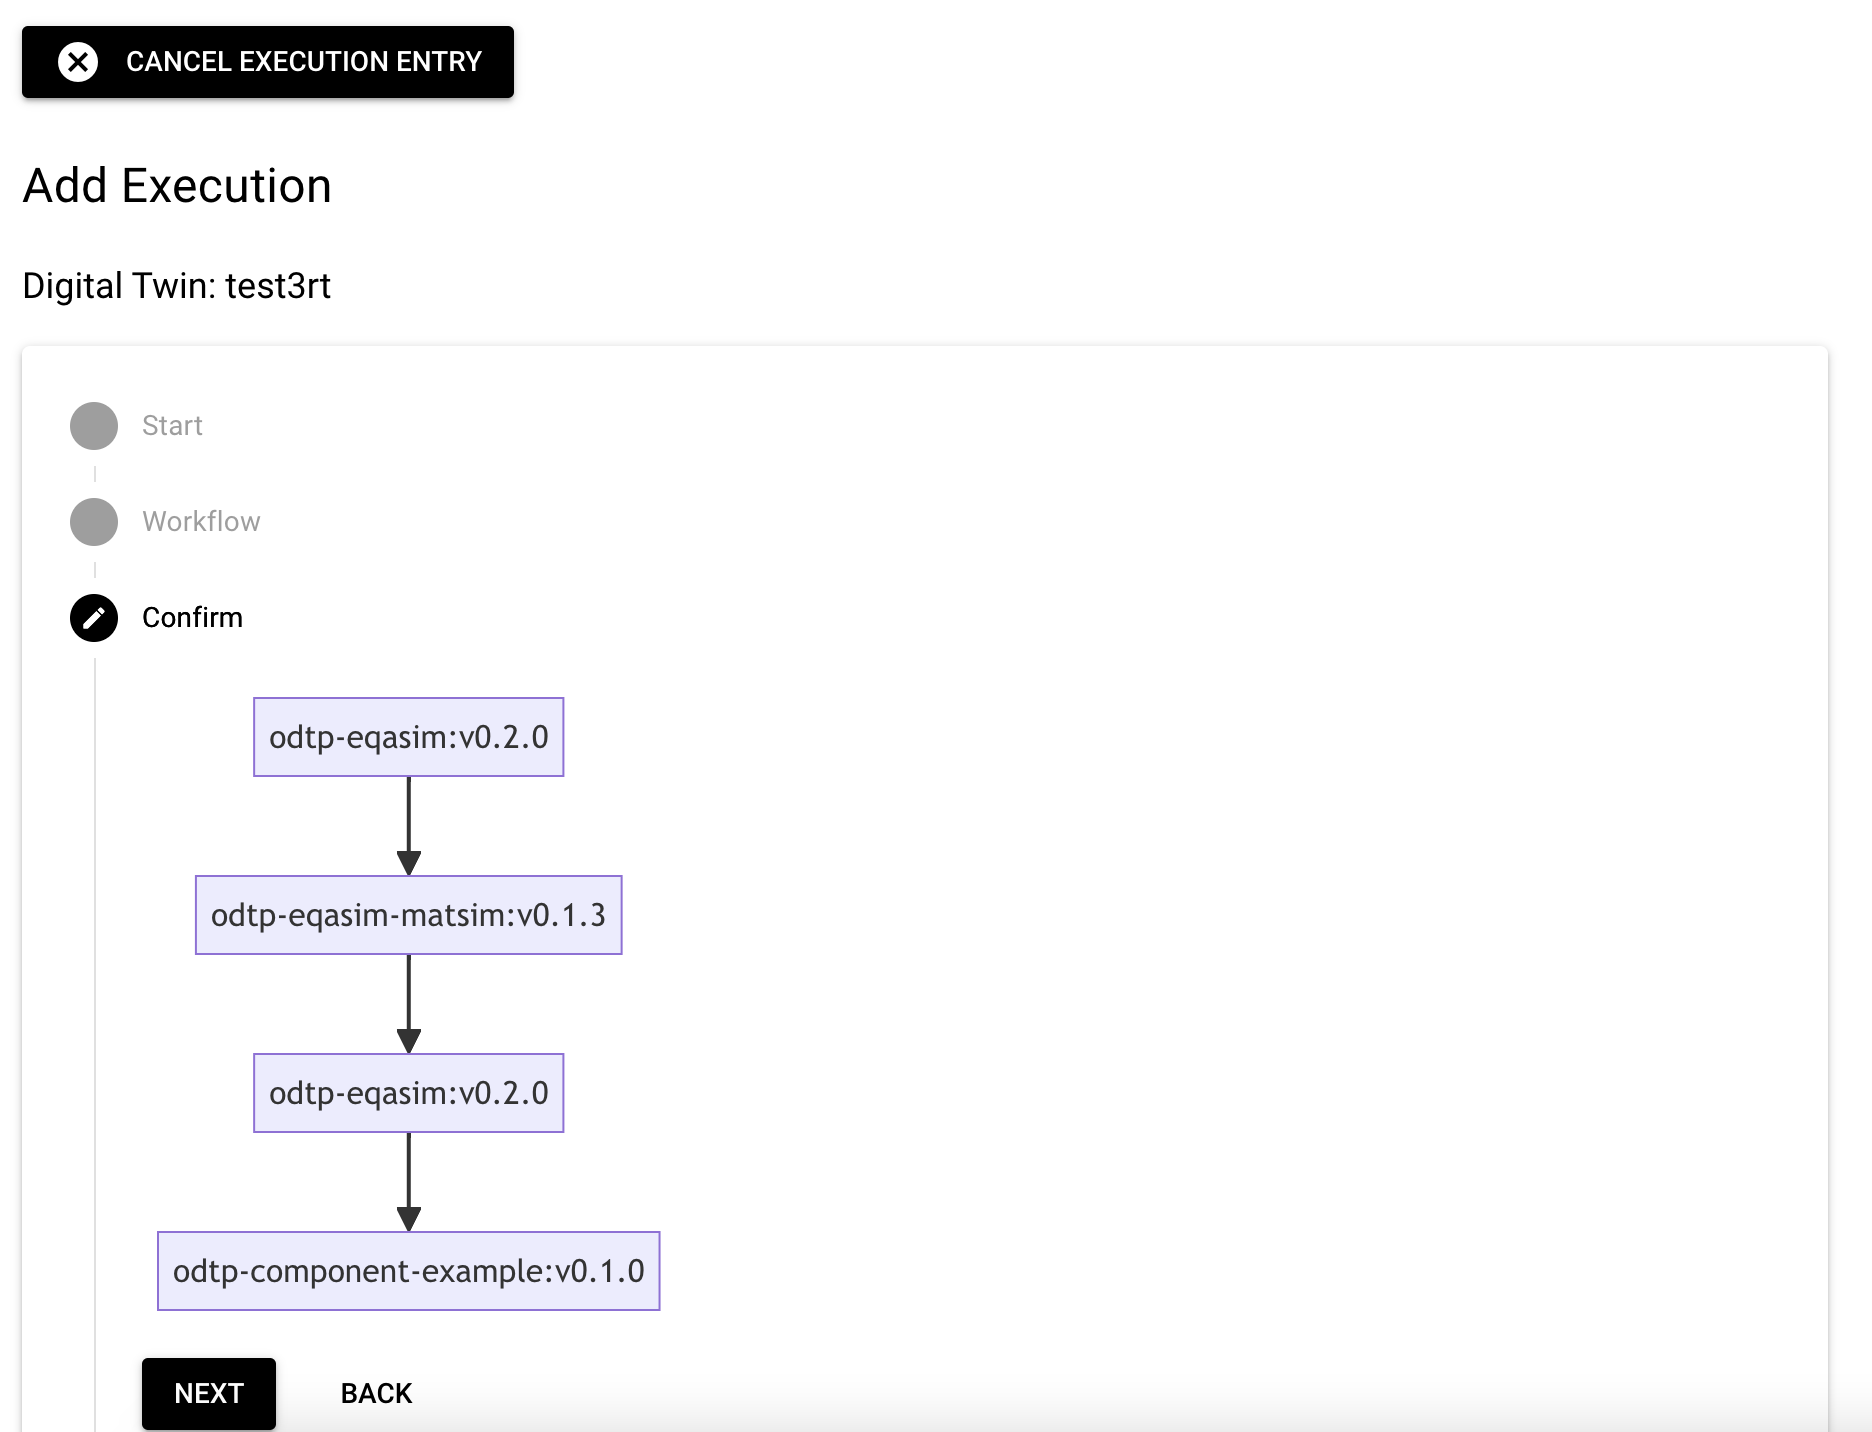 CANCEL EXECUTION ENTRY
Add Execution
Digital Twin: test3rt
Start
Workflow
Confirm
odtp-eqasim:v0.2.0
odtp-eqasim-matsim:v0.1.3
odtp-eqasim:v0.2.0
odtp-component-example:v0.1.0
NEXT BACK